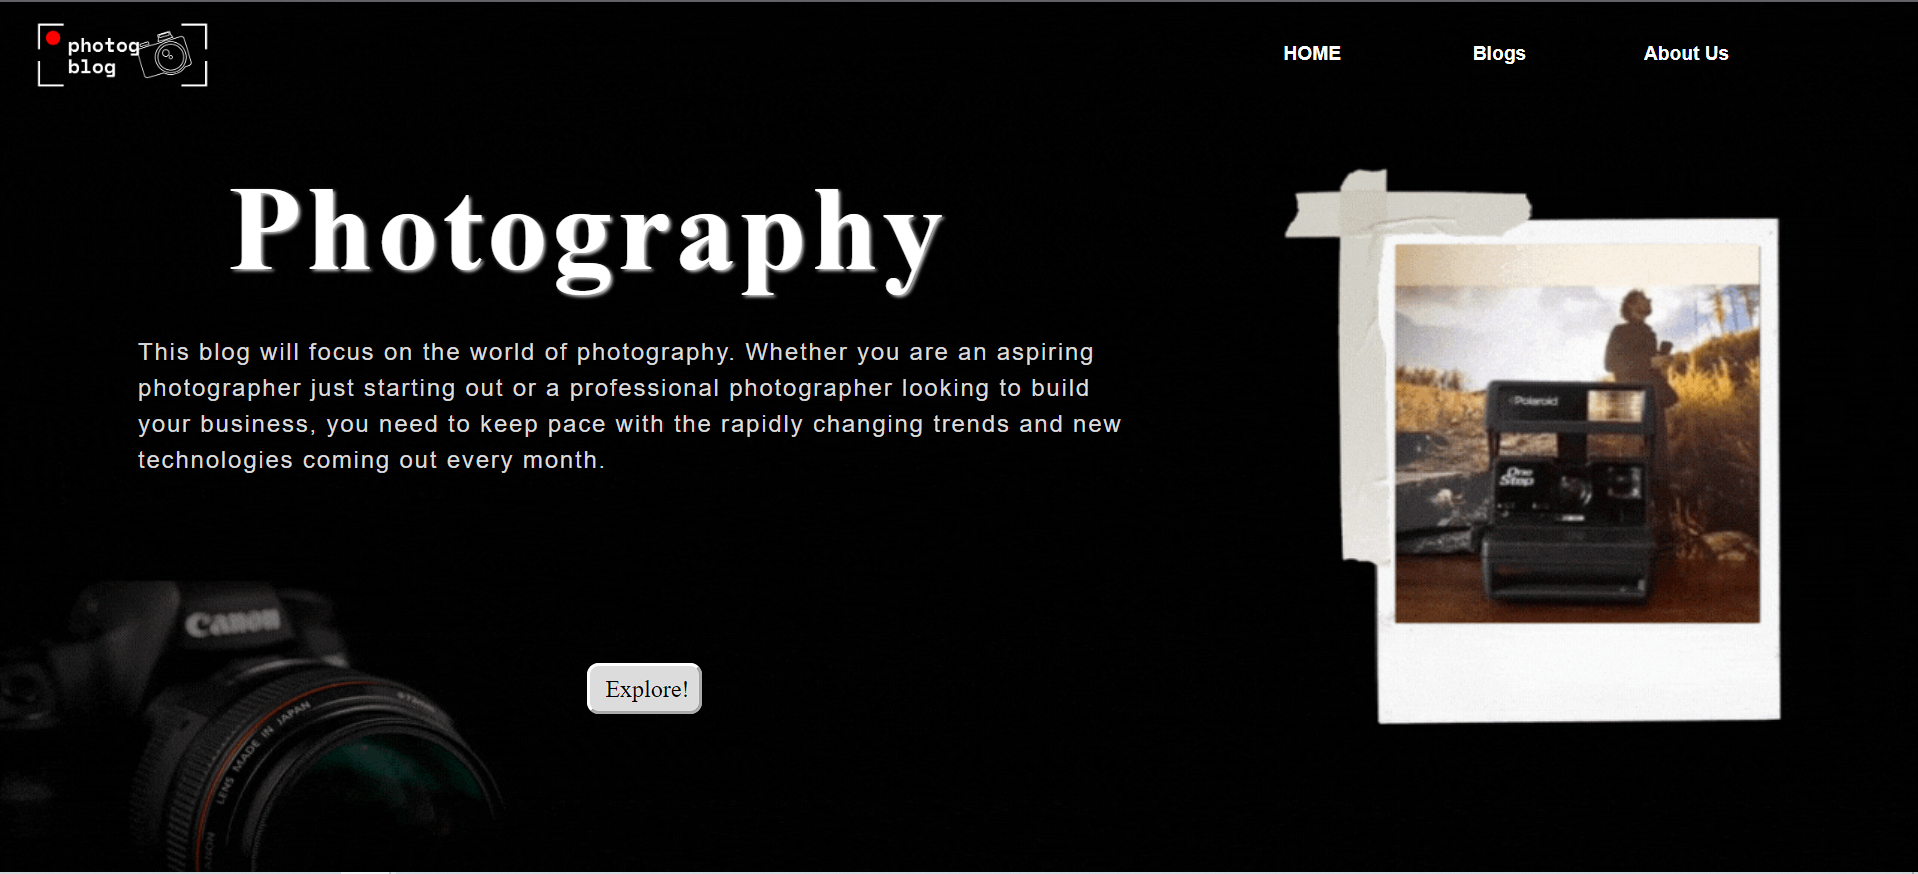 photog
blog
HOME
Blogs
About Us
Photography
This blog will focus on the world of photography. Whether you are an aspiring
photographer just starting out or a professional photographer looking to build
your business, you need to keep pace with the rapidly changing trends and new
technologies coming out every month.
Polaroid
One
Step
Canon
Explore!
LENS MADE IN JAPAN